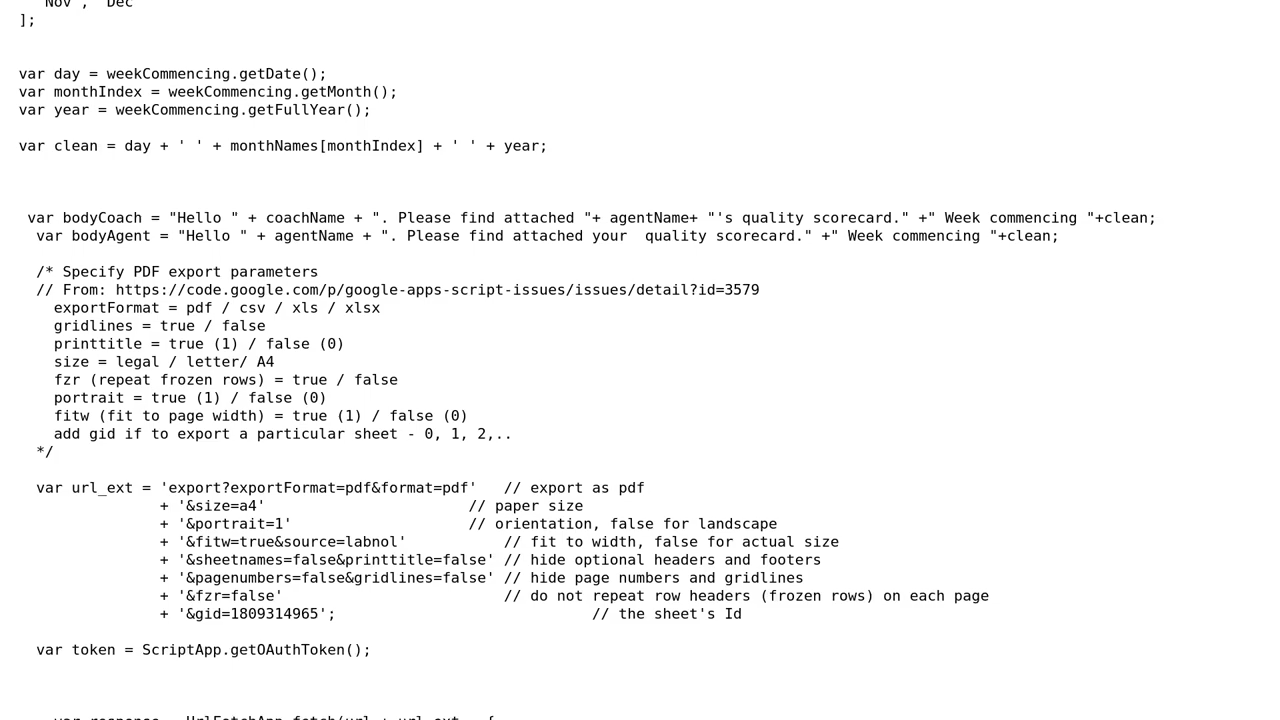 "Nov", "Dec"
];
var day = weekCommencing.getDate();
var monthIndex = weekCommencing.getMonth();
var year = weekCommencing.getFullYear();
var clean = day + ' ' + monthNames[monthIndex] + ' ' + year;
var bodyCoach = "Hello " + coachName + ". Please find attached "+ agentName+ "'s quality scorecard." +" Week commencing "+clean;
var bodyAgent = "Hello " + agentName + ". Please find attached your  quality scorecard." +" Week commencing "+clean;
/* Specify PDF export parameters
// From: https://code.google.com/p/google-apps-script-issues/issues/detail?id=3579
exportFormat = pdf / csv / xls / xlsx
gridlines = true / false
printtitle = true (1) / false (0)
size = legal / letter/ A4
fzr (repeat frozen rows) = true / false
portrait = true (1) / false (0)
fitw (fit to page width) = true (1) / false (0)
add gid if to export a particular sheet - 0, 1, 2,..
*/
var url_ext = 'export?exportFormat=pdf&format=pdf'   // export as pdf
+ '&size=a4'                       // paper size
+ '&portrait=1'                    // orientation, false for landscape
+ '&fitw=true&source=labnol'           // fit to width, false for actual size
+ '&sheetnames=false&printtitle=false' // hide optional headers and footers
+ '&pagenumbers=false&gridlines=false' // hide page numbers and gridlines
+ '&fzr=false'                         // do not repeat row headers (frozen rows) on each page
+ '&gid=1809314965';                             // the sheet's Id
var token = ScriptApp.getOAuthToken();
var response = UrlFetchApp.fetch(url + url_ext, {